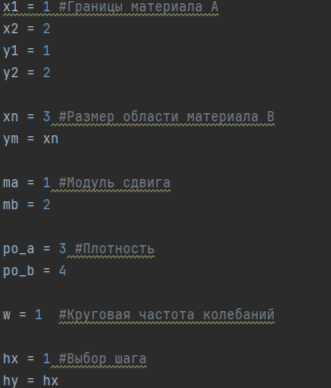 x1 = 1 #Границы материала А
x2 = 2
y1 = 1
y2 = 2
xn = 3 #Размер области материала В
ym = xn
ma = 1 #Модуль сдвига
mb = 2
po_a = 3 #Плотность
po_b = 4
w = 1  #Круговая частота колебаний
hx = 1 #Выбор шага
hy = hx